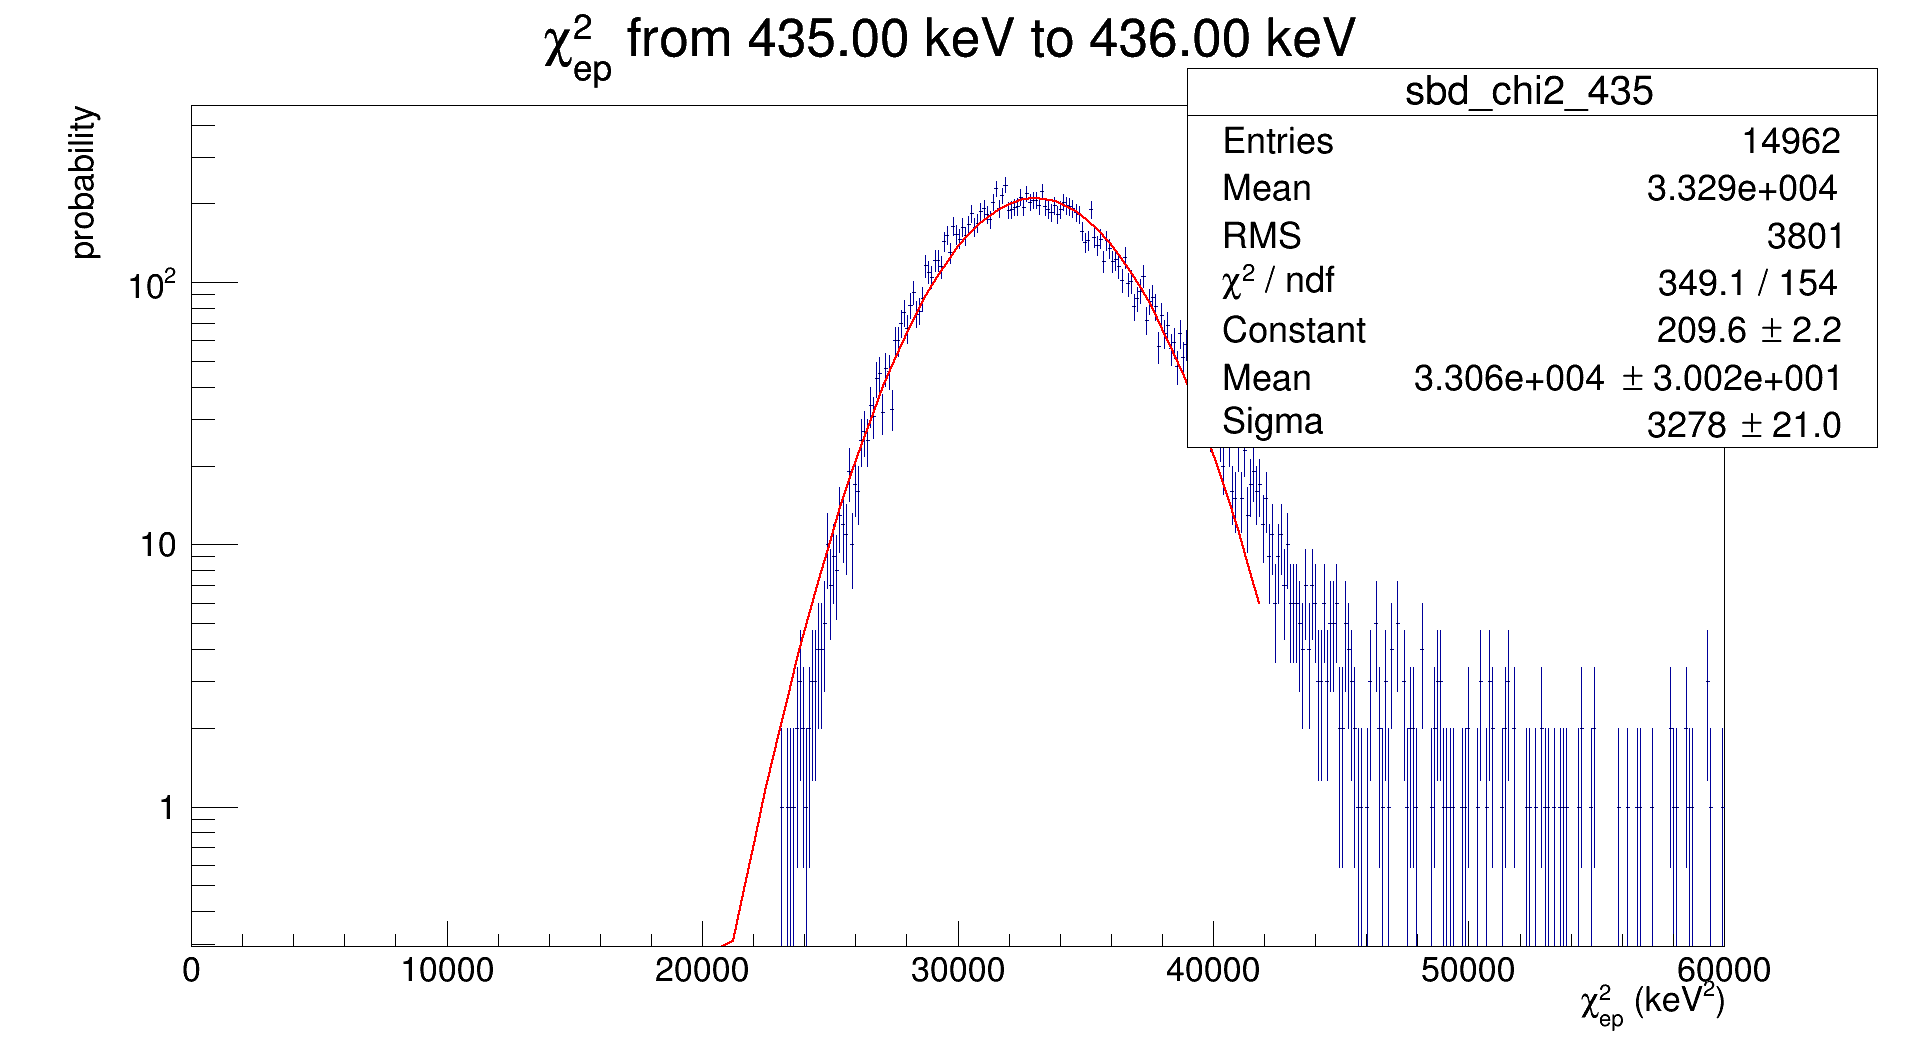 χ²ep from 435.00 keV to 436.00 keV
sbd_chi2_435
Entries 14962
Mean 3.329e+004
RMS 3801
χ² / ndf 349.1 / 154
Constant 209.6 ± 2.2
Mean 3.306e+004 ± 3.002e+001
Sigma 3278 ± 21.0
probability
10²
10
1
0 10000 20000 30000 40000 50000 60000
χ²ep (keV²)